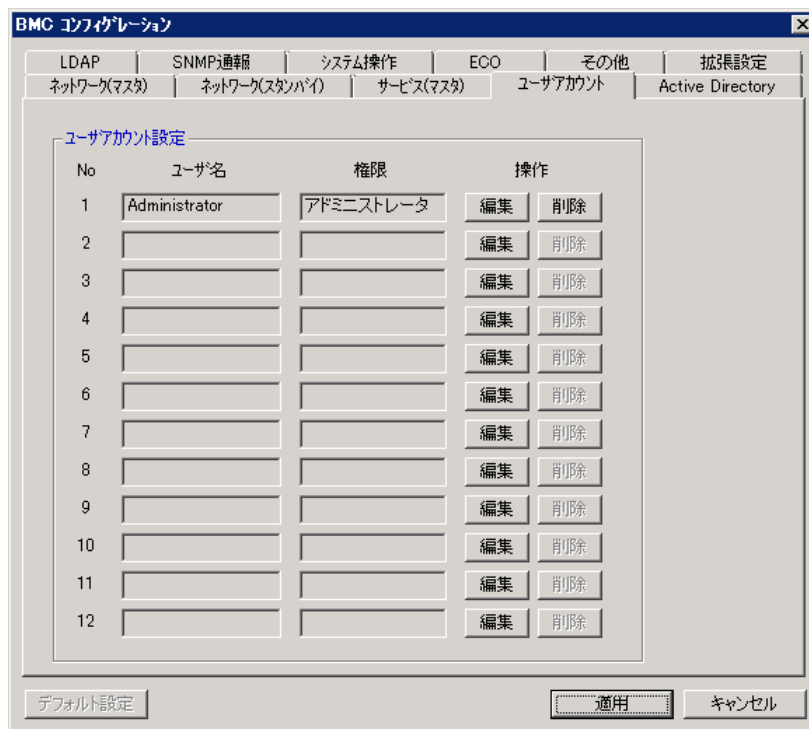 BMC コンフィグレーション
LDAP SNMP通報 システム操作 ECO その他 拡張設定
ネットワーク(マスタ) ネットワーク(スタンバイ) サービス(マスタ) ユーザアカウント Active Directory
ユーザアカウント設定
No ユーザ名 権限 操作
1 Administrator アドミニストレータ 編集 削除
2 編集 削除
3 編集 削除
4 編集 削除
5 編集 削除
6 編集 削除
7 編集 削除
8 編集 削除
9 編集 削除
10 編集 削除
11 編集 削除
12 編集 削除
デフォルト設定 適用 キャンセル